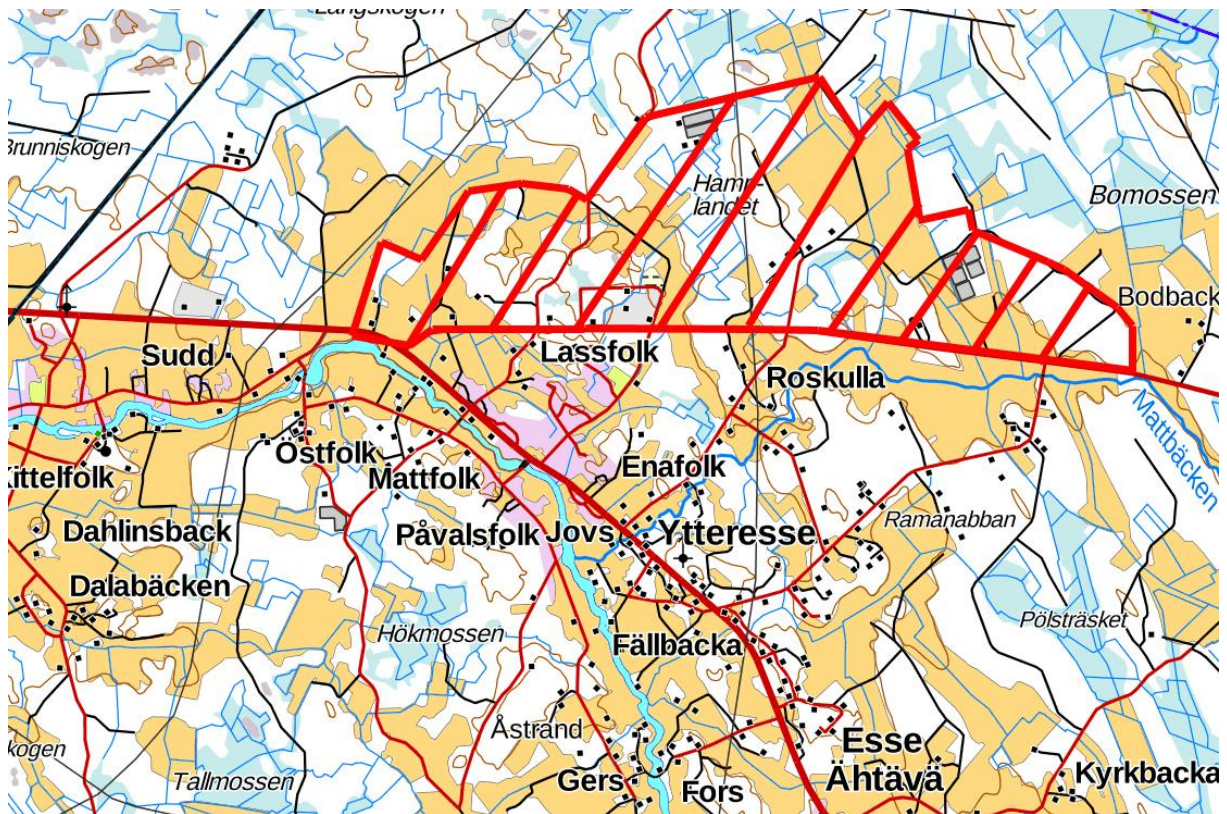 Långskogen
Brunniskogen
Hamp-
landet
Bomossen
Bodback
Sudd
Lassfolk
Roskulla
Mattbäcken
Östfolk
Mattfolk
Enafolk
Kittelfolk
Dahlinsback
Påvalsfolk
Jovs
Ytteresse
Ramanabban
Dalabäcken
Hökmossen
Fällbacka
Pölsträsket
Åstrand
kogen
Tallmossen
Gers
Fors
Esse
Ähtävä
Kyrkbacka